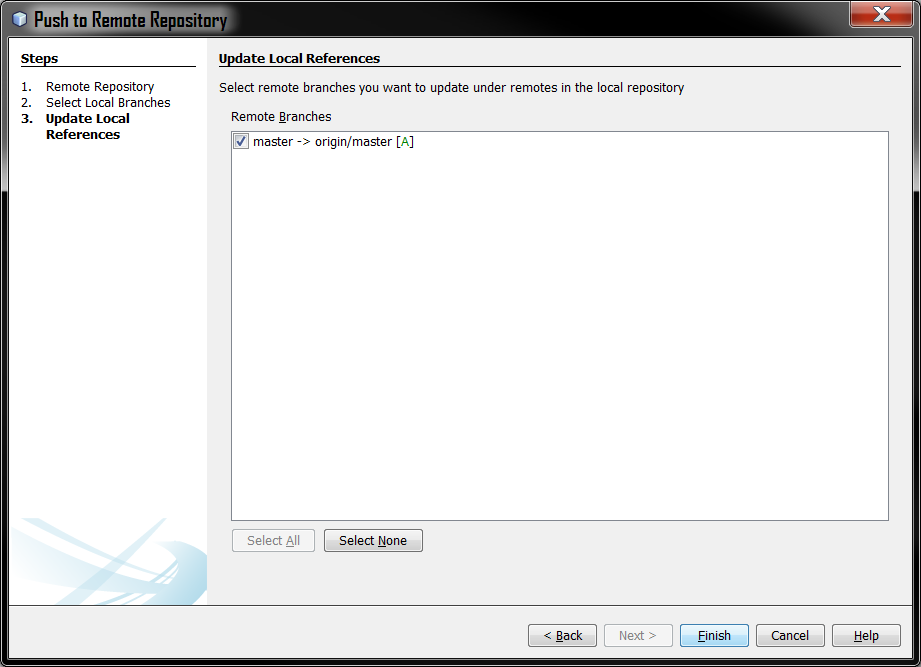 Push to Remote Repository
Steps
1. Remote Repository
2. Select Local Branches
3. Update Local
References
Update Local References
Select remote branches you want to update under remotes in the local repository
Remote Branches
master -> origin/master [A]
Select All
Select None
< Back
Next >
Finish
Cancel
Help